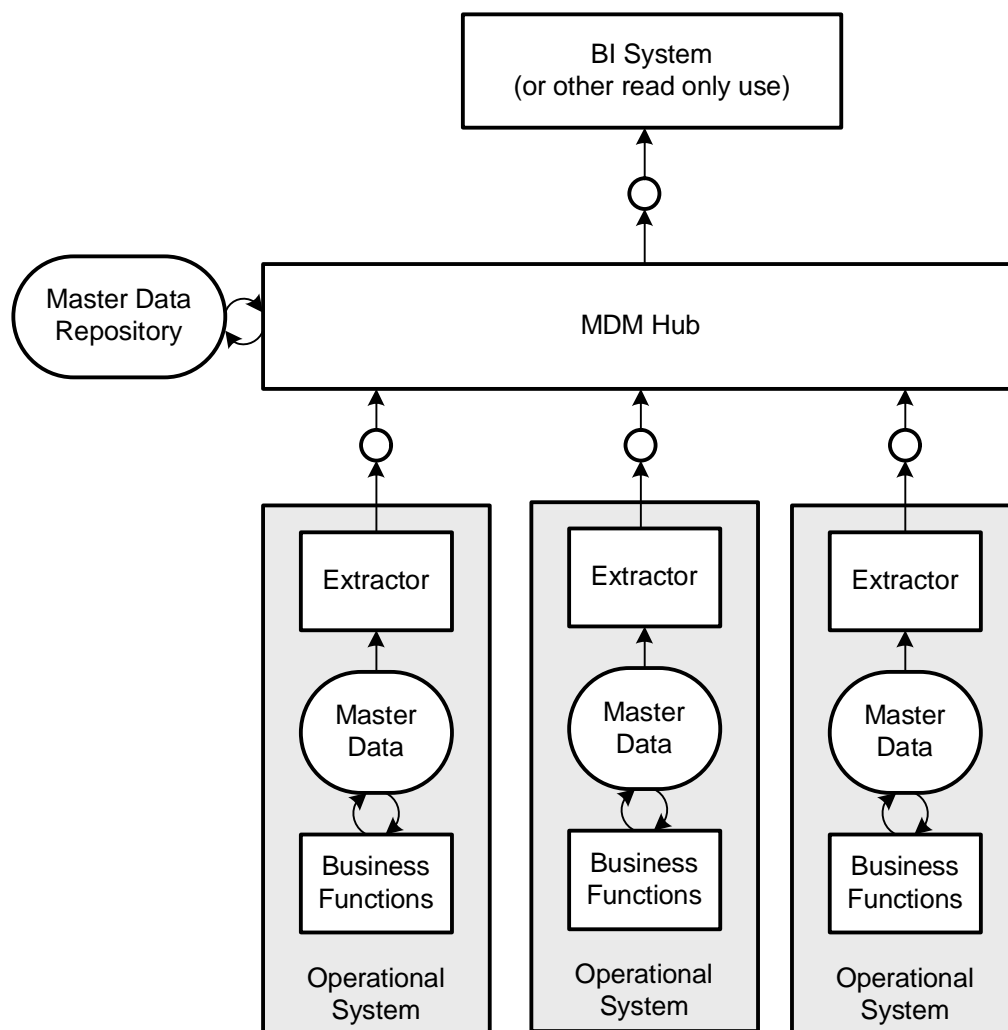 BI System
(or other read only use)
Master Data
Repository
MDM Hub
Extractor
Extractor
Extractor
Master
Data
Master
Data
Master
Data
Business
Functions
Business
Functions
Business
Functions
Operational
System
Operational
System
Operational
System